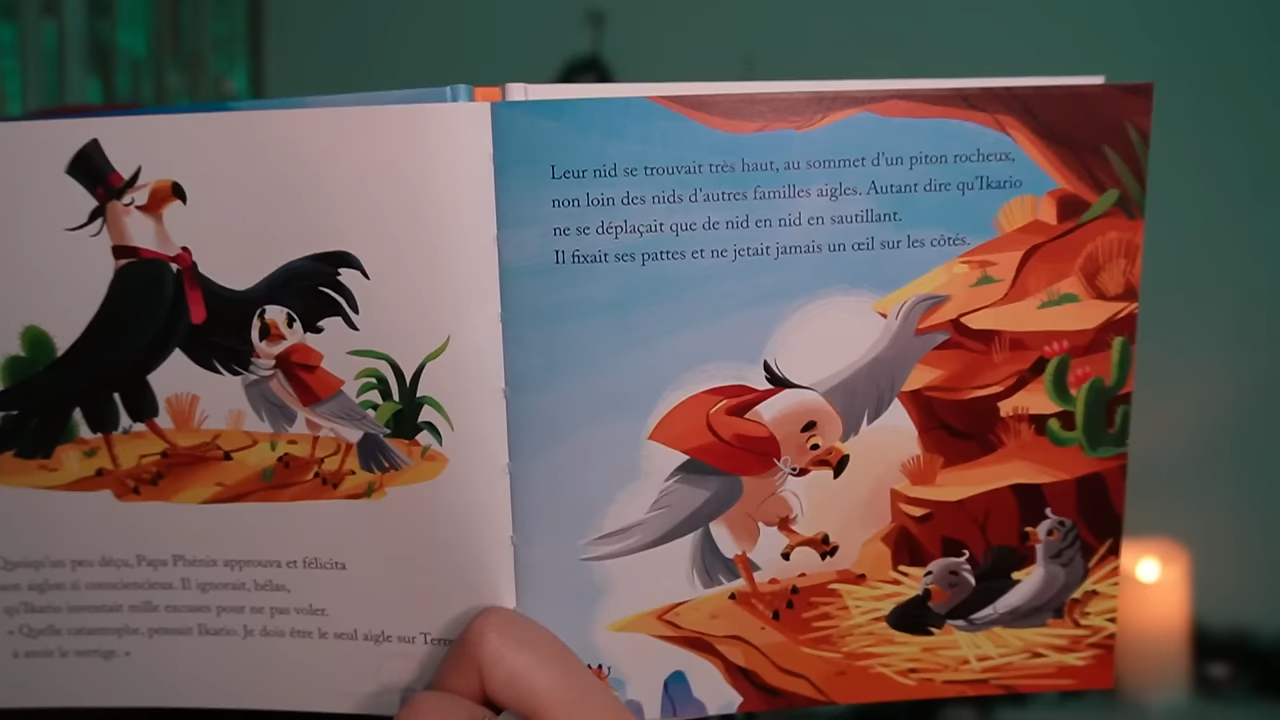 Quoiqu'un peu déçu, Papa Phénix approuva et félicita
son aiglon si consciencieux. Il ignorait, hélas,
qu'Ikario inventait mille excuses pour ne pas voler.
« Quelle catastrophe, pensait Ikario. Je dois être le seul aigle sur Terre
à avoir le vertige. »
Leur nid se trouvait très haut, au sommet d'un piton rocheux,
non loin des nids d'autres familles aigles. Autant dire qu'Ikario
ne se déplaçait que de nid en nid en sautillant.
Il fixait ses pattes et ne jetait jamais un œil sur les côtés.